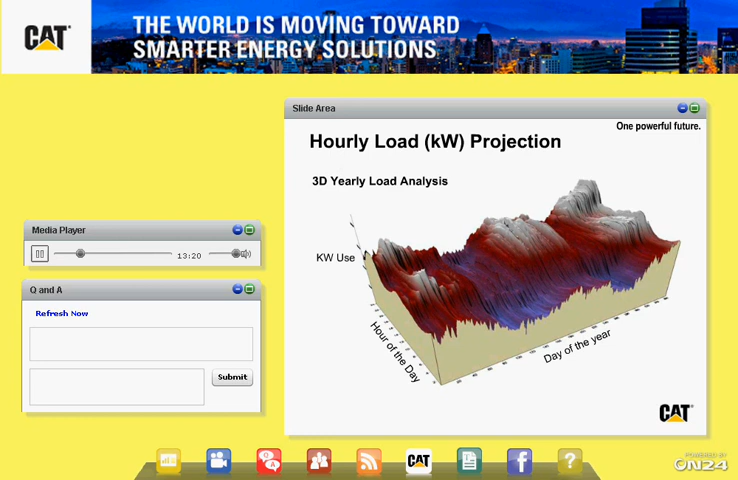 CAT
THE WORLD IS MOVING TOWARD
SMARTER ENERGY SOLUTIONS
Slide Area
One powerful future.
Hourly Load (kW) Projection
3D Yearly Load Analysis
KW Use
Hour of the Day
Day of the year
CAT
Media Player
13:20
Q and A
Refresh Now
Submit
Q
A
CAT
f
?
POWERED BY
ON24